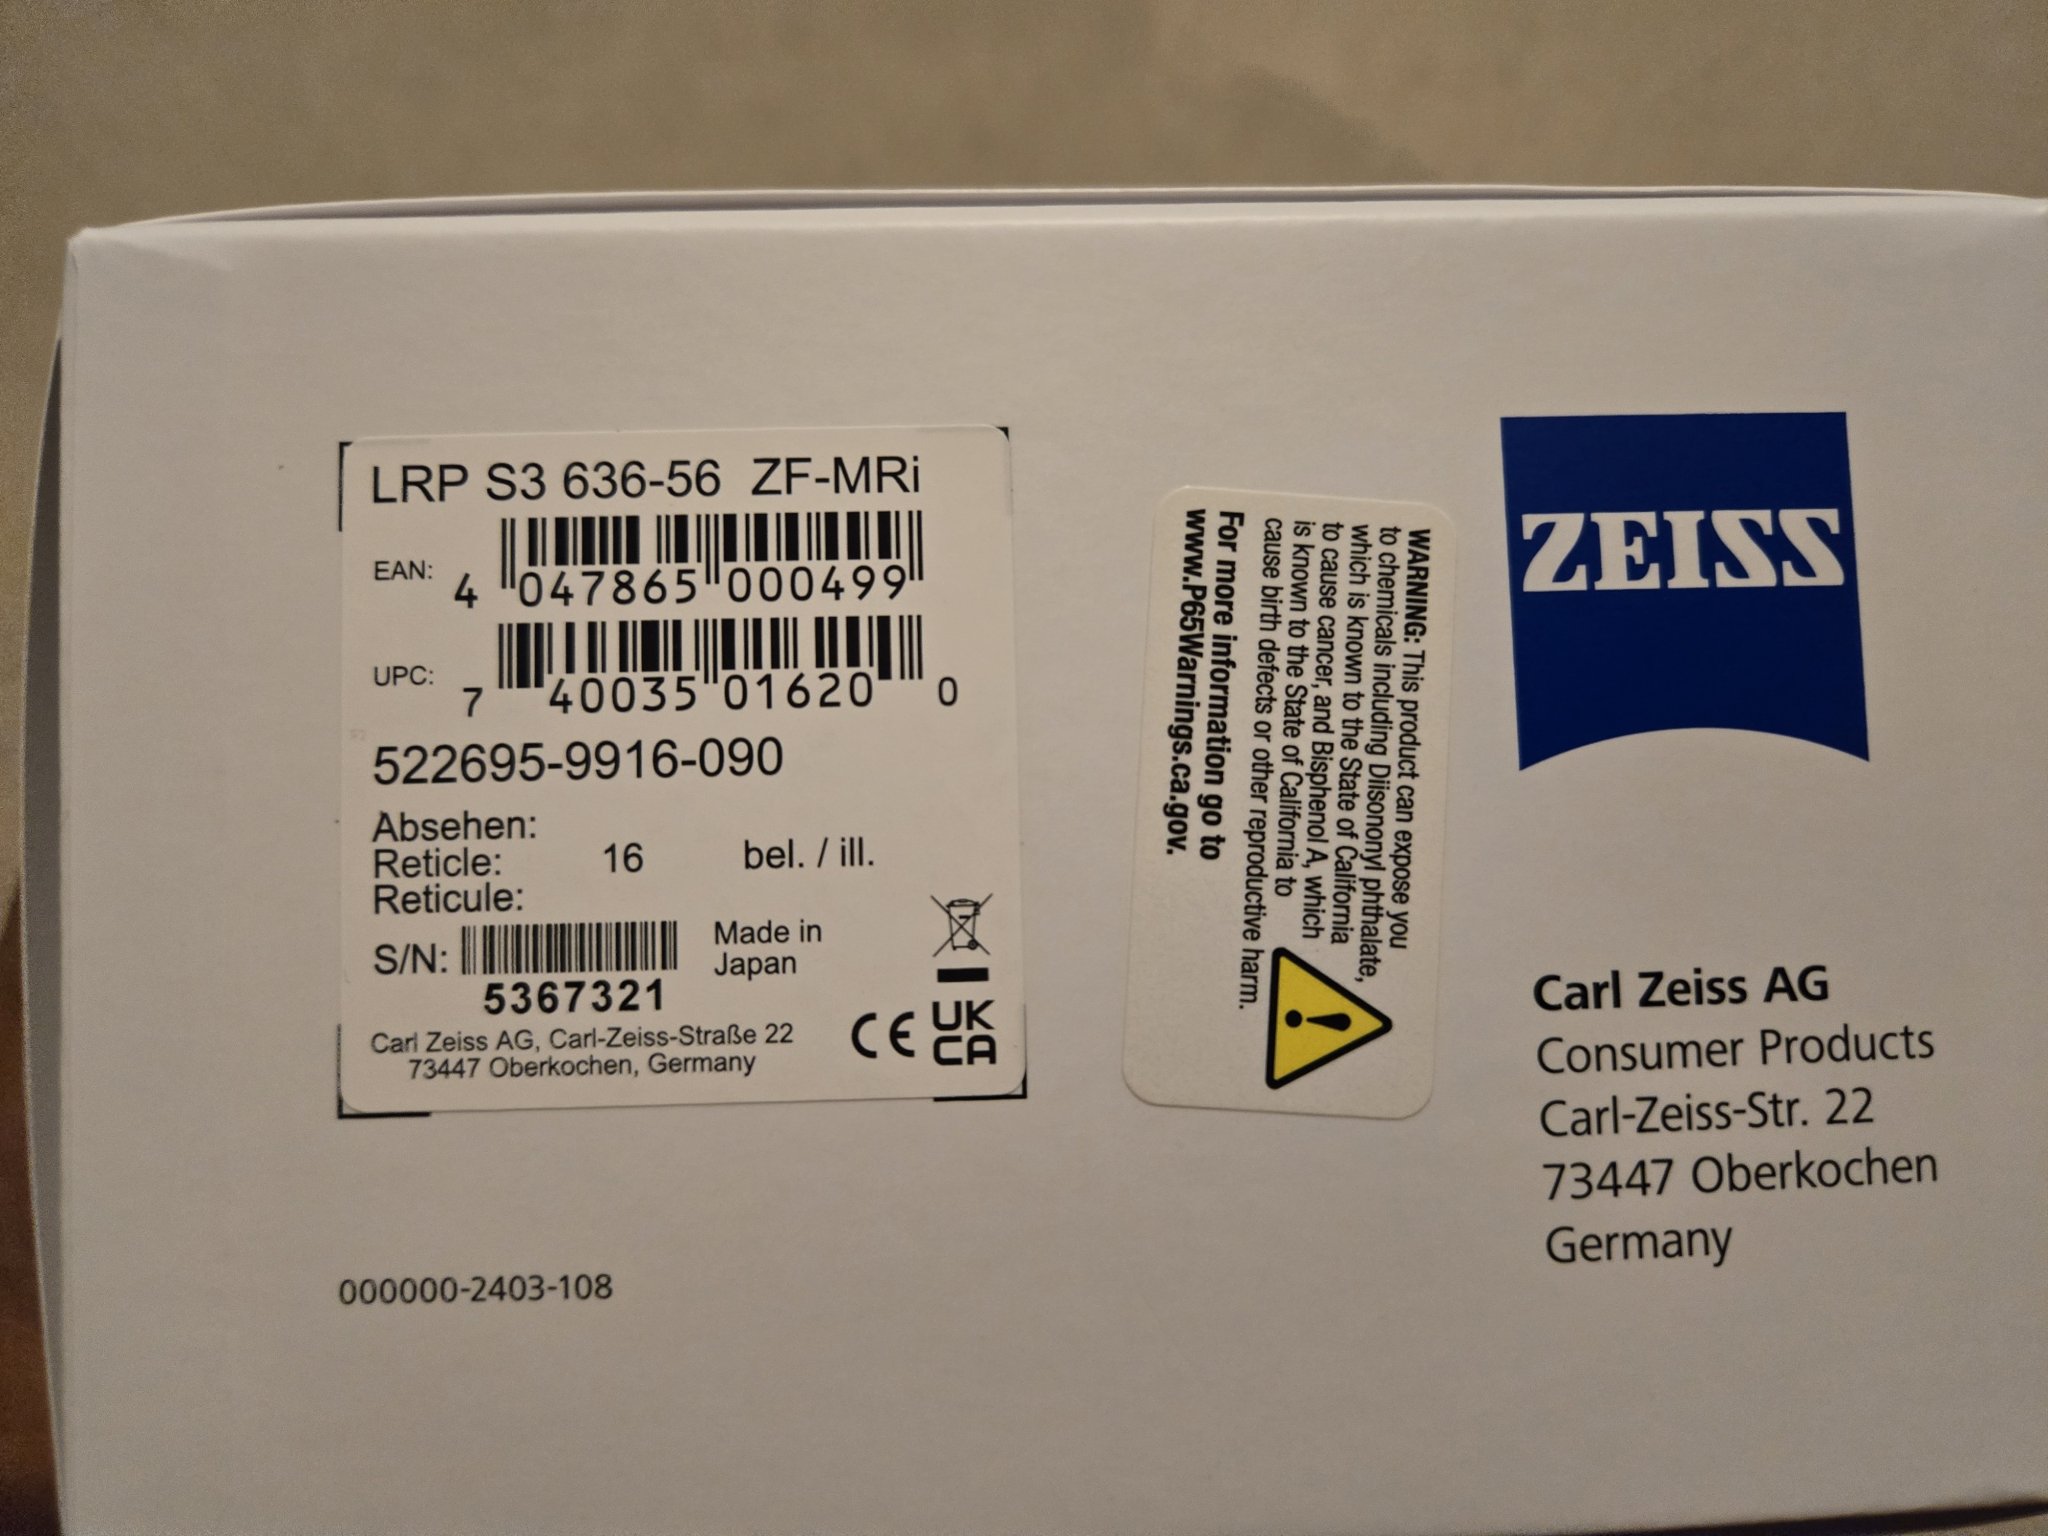 LRP S3 636-56 ZF-MRi
EAN: 4 047865 000499
UPC: 7 40035 01620 0
522695-9916-090
Absehen:
Reticle: 16 bel. / ill.
Reticule:
S/N:
5367321
Made in
Japan
Carl Zeiss AG, Carl-Zeiss-Straße 22
73447 Oberkochen, Germany
CE
UK
CA
000000-2403-108
WARNING: This product can expose you
to chemicals including Diisononyl phthalate,
which is known to the State of California
to cause cancer, and Bisphenol A, which
is known to the State of California to
cause birth defects or other reproductive harm.
For more information go to
www.P65Warnings.ca.gov.
ZEISS
Carl Zeiss AG
Consumer Products
Carl-Zeiss-Str. 22
73447 Oberkochen
Germany